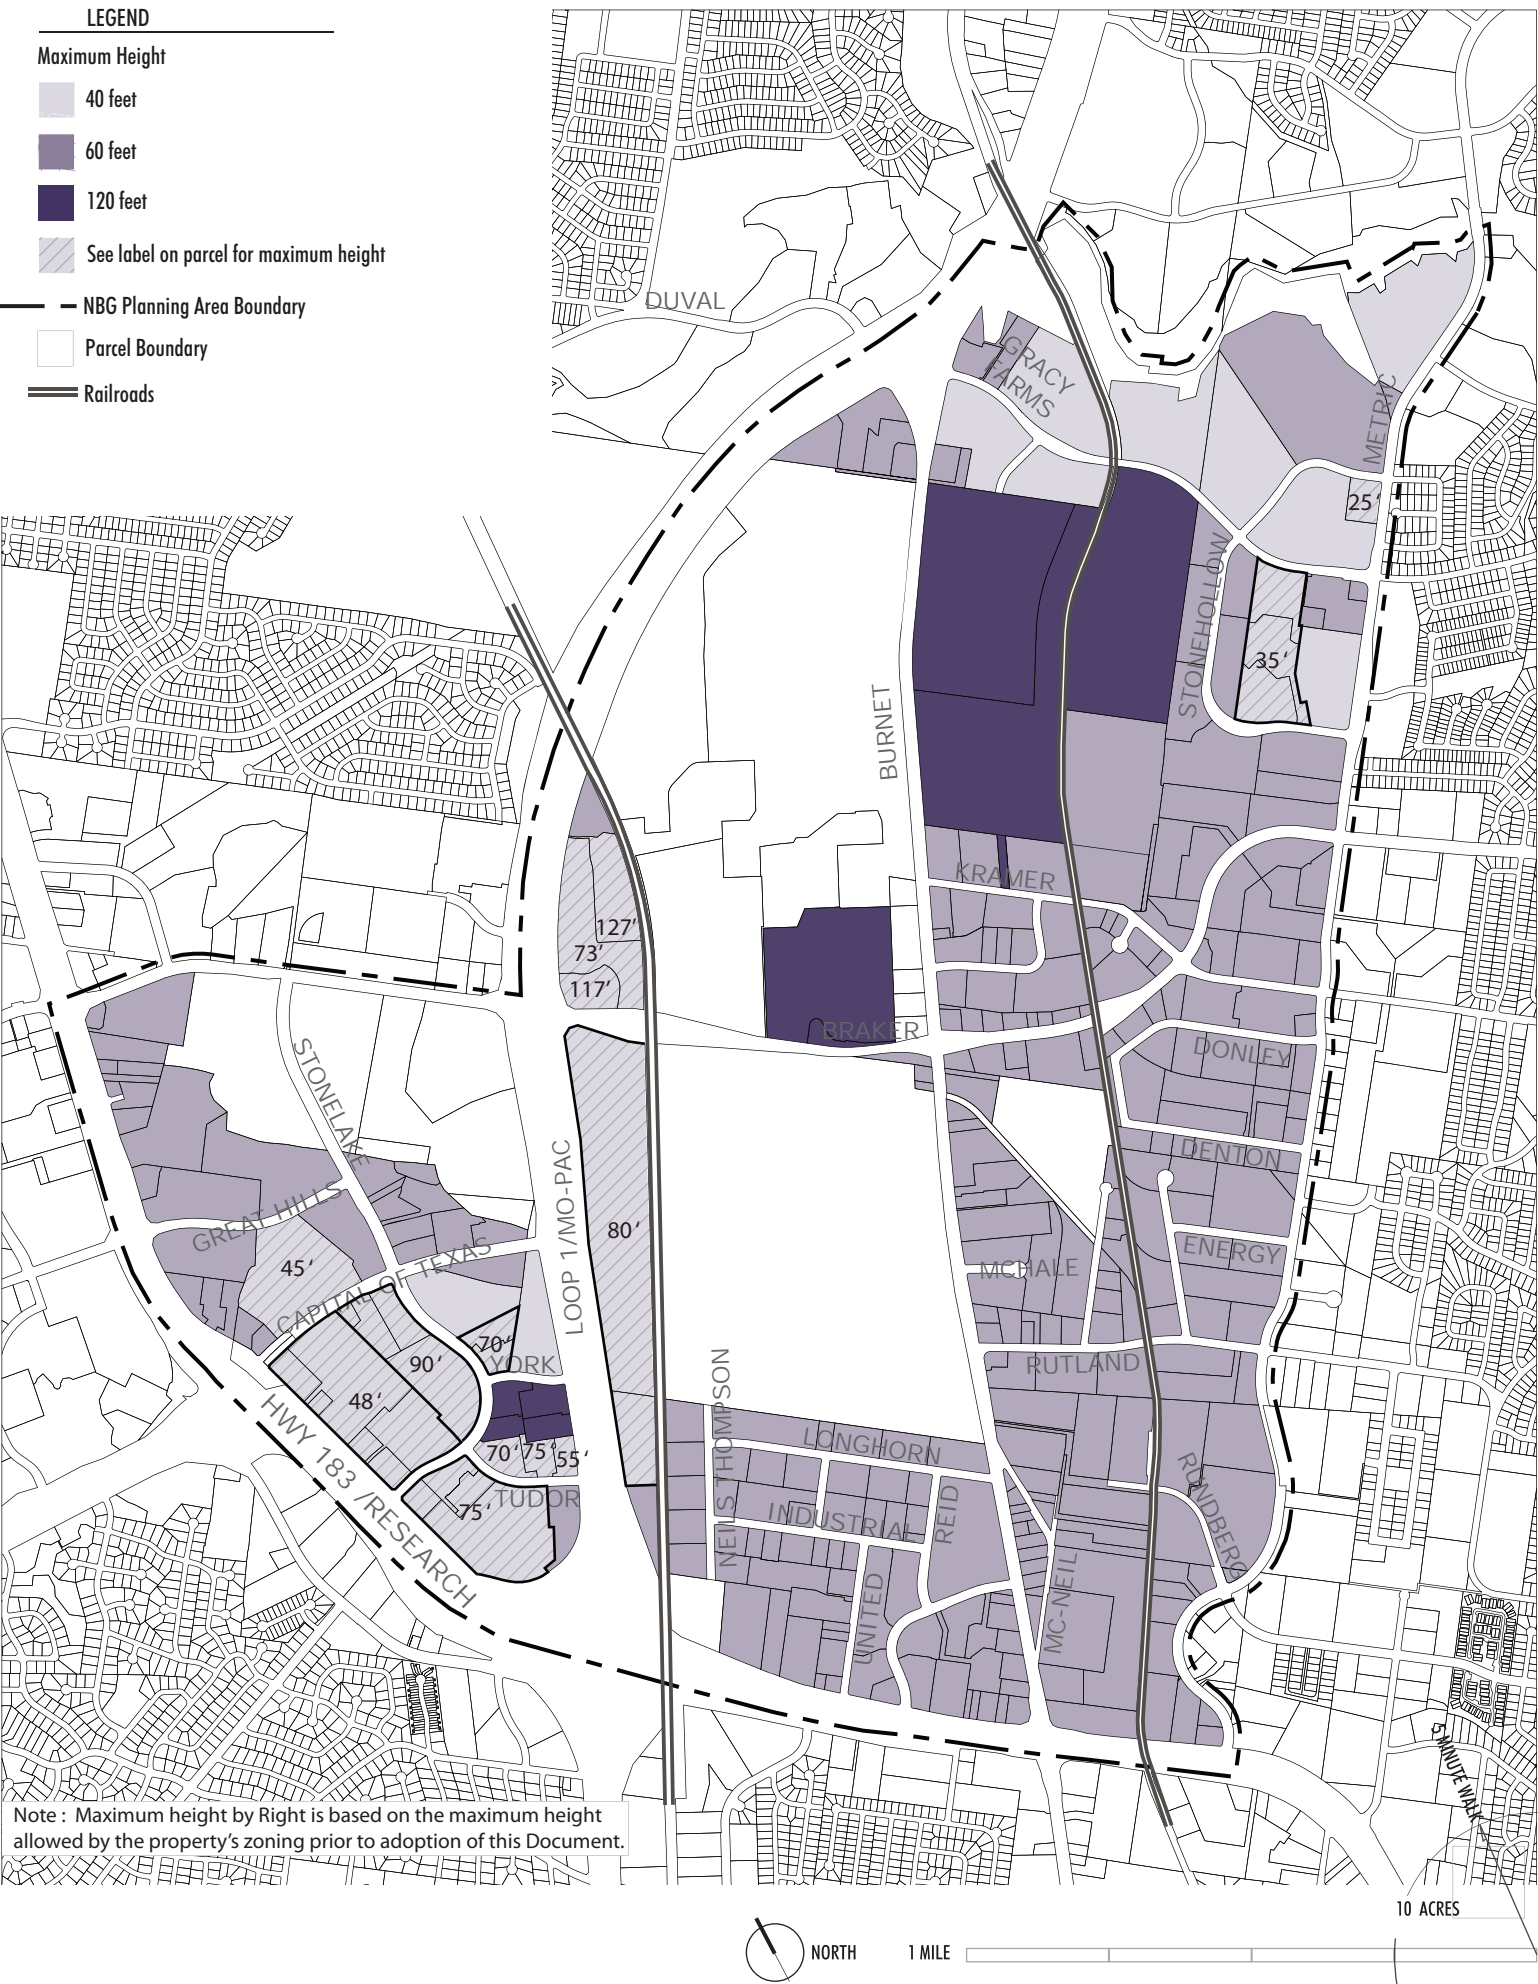 LEGEND
Maximum Height
40 feet
60 feet
120 feet
See label on parcel for maximum height
NBG Planning Area Boundary
Parcel Boundary
Railroads
DUVAL
GRACY
FARMS
METRIC
25‘
STONEHOLLOW
35‘
BURNET
KRAMER
127’
73’
117’
BRAKER
DONLEY
STONELAKE
DENTON
GREAT HILLS
LOOP 1/MO-PAC
80‘
ENERGY
45‘
CAPITAL OF TEXAS
MCHALE
70‘
YORK
90‘
RUTLAND
48‘
HWY 183 /RESEARCH
NEILS THOMPSON
LONGHORN
70‘
75‘
55‘
RUNDBERG
75‘
TUDOR
INDUSTRIAL
REID
UNITED
MC-NEIL
5 MINUTE WALK
Note : Maximum height by Right is based on the maximum height
allowed by the property’s zoning prior to adoption of this Document.
10 ACRES
NORTH
1 MILE